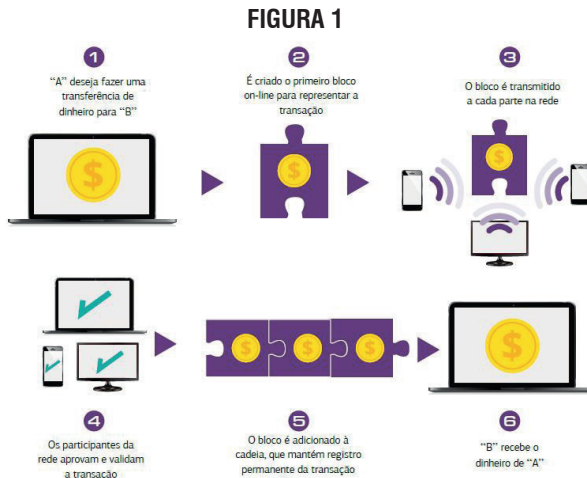 FIGURA 1
1
“A” deseja fazer uma
transferência de
dinheiro para “B”
2
É criado o primeiro bloco
on-line para representar a
transação
3
O bloco é transmitido
a cada parte na rede
$
$
$
$ $ $
$
4
Os participantes da
rede aprovam e validam
a transação
5
O bloco é adicionado à
cadeia, que mantém registro
permanente da transação
6
“B” recebe o
dinheiro de “A”